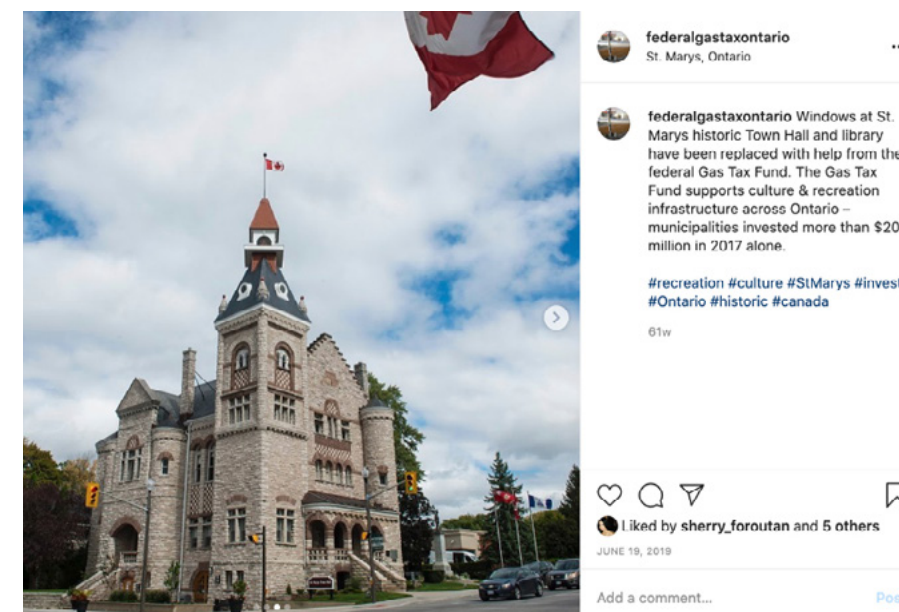 federalgastaxontario
St. Marys, Ontario
federalgastaxontario Windows at St.
Marys historic Town Hall and library
have been replaced with help from the
federal Gas Tax Fund. The Gas Tax
Fund supports culture & recreation
infrastructure across Ontario –
municipalities invested more than $20
million in 2017 alone.
#recreation #culture #StMarys #invest
#Ontario #historic #canada
61w
Liked by sherry_foroutan and 5 others
JUNE 19, 2019
Add a comment...
Pos